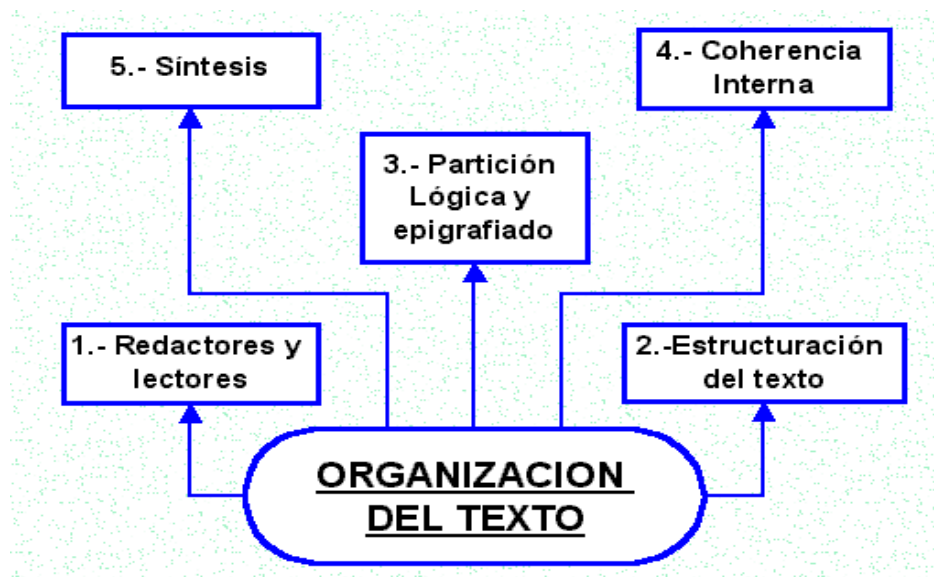 5.- Síntesis
4.- Coherencia
Interna
3.- Partición
Lógica y
epigrafiado
1.- Redactores y
lectores
2.-Estructuración
del texto
ORGANIZACION
DEL TEXTO